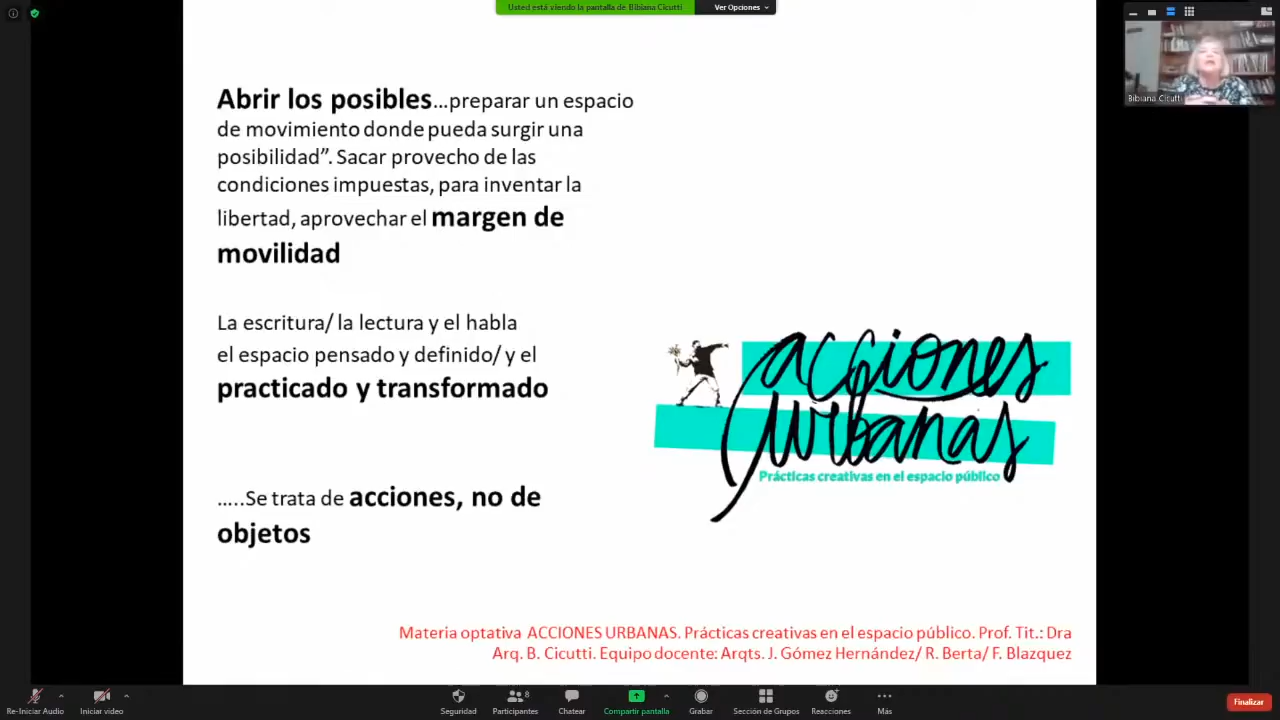 Usted está viendo la pantalla de Bibiana Cicutti
Ver Opciones
Bibiana Cicutti
Abrir los posibles…preparar un espacio
de movimiento donde pueda surgir una
posibilidad”. Sacar provecho de las
condiciones impuestas, para inventar la
libertad, aprovechar el margen de
movilidad
La escritura/ la lectura y el habla
el espacio pensado y definido/ y el
practicado y transformado
…..Se trata de acciones, no de
objetos
acciones
urbanas
Prácticas creativas en el espacio público
Materia optativa ACCIONES URBANAS. Prácticas creativas en el espacio público. Prof. Tit.: Dra
Arq. B. Cicutti. Equipo docente: Arqts. J. Gómez Hernández/ R. Berta/ F. Blazquez
Re-Iniciar Audio
Iniciar video
Seguridad
Participantes
8
Chatear
Compartir pantalla
Grabar
Sección de Grupos
Reacciones
Más
Finalizar